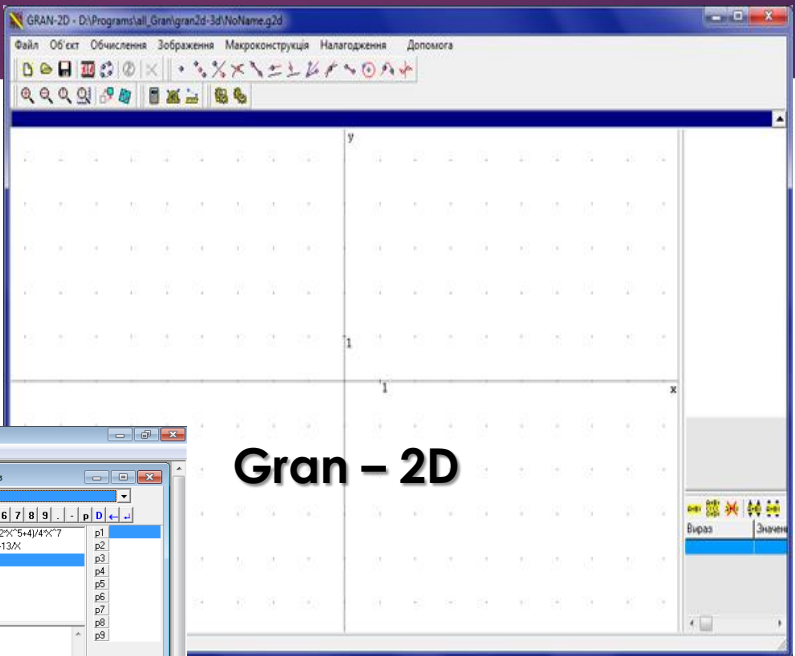 GRAN-2D - D:\Programs\all_Gran\gran2d-3d\NoName.g2d
Файл Об'єкт Обчислення Зображення Макроконструкція Налагодження Допомога
y
1
1
x
Gran – 2D
6 7 8 9 . - p D
2*X^5+4)/4*X^7
-13/X
p1
p2
p3
p4
p5
p6
p7
p8
p9
Вираз Значен